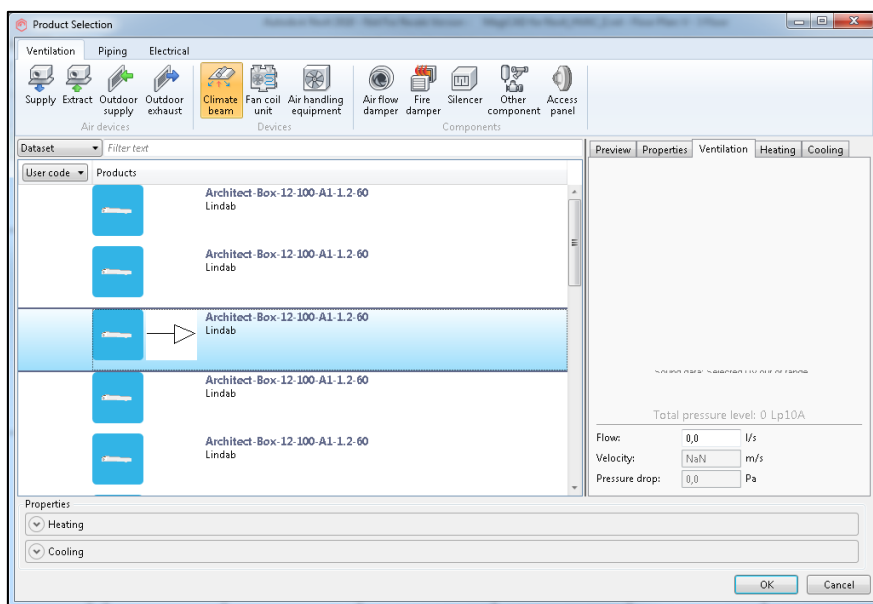 Product Selection
Ventilation Piping Electrical
Supply Extract Outdoor supply Outdoor exhaust Climate beam Fan coil unit Air handling equipment Air flow damper Fire damper Silencer Other component Access panel
Air devices Devices Components
Dataset Filter text
Preview Properties Ventilation Heating Cooling
User code Products
Architect-Box-12-100-A1-1.2-60
Lindab
Architect-Box-12-100-A1-1.2-60
Lindab
Architect-Box-12-100-A1-1.2-60
Lindab
Architect-Box-12-100-A1-1.2-60
Lindab
Architect-Box-12-100-A1-1.2-60
Lindab
Total pressure level: 0 Lp10A
Flow: 0,0 l/s
Velocity: NaN m/s
Pressure drop: 0,0 Pa
Properties
Heating
Cooling
OK Cancel